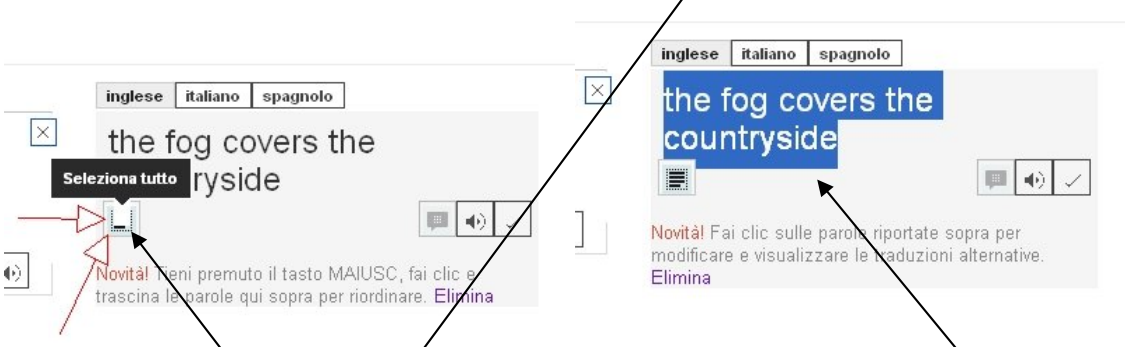 inglese italiano spagnolo
the fog covers the
ryside
Seleziona tutto
Novità! Tieni premuto il tasto MAIUSC, fai clic e
trascina le parole qui sopra per riordinare. Elimina
inglese italiano spagnolo
the fog covers the
countryside
Novità! Fai clic sulle parole riportate sopra per
modificare e visualizzare le traduzioni alternative.
Elimina